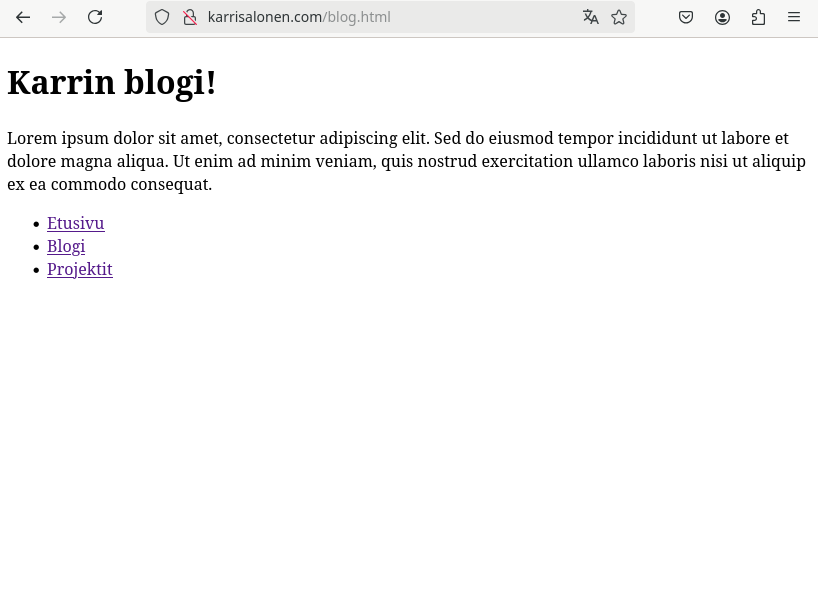 karrisalonen.com/blog.html
Karrin blogi!
Lorem ipsum dolor sit amet, consectetur adipiscing elit. Sed do eiusmod tempor incididunt ut labore et
dolore magna aliqua. Ut enim ad minim veniam, quis nostrud exercitation ullamco laboris nisi ut aliquip
ex ea commodo consequat.
Etusivu
Blogi
Projektit